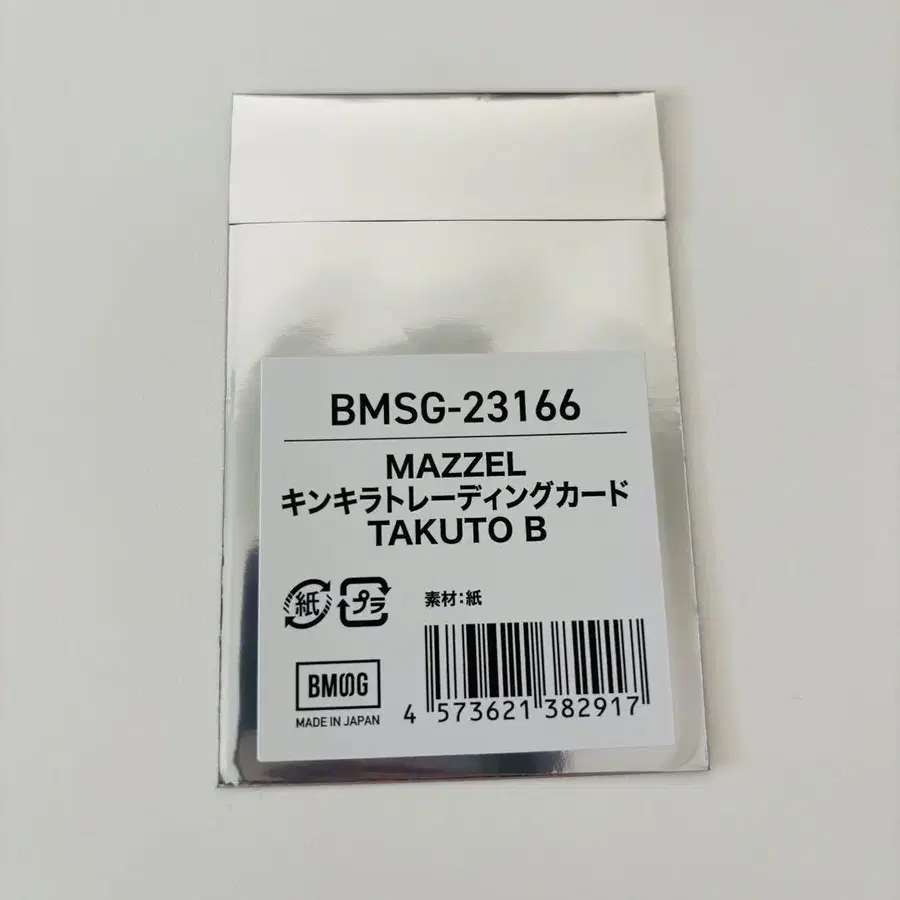 BMSG-23166
MAZZEL
キンキラトレーディングカード
TAKUTO B
紙 プラ 素材:紙
BMSG
MADE IN JAPAN
4 573621 382917